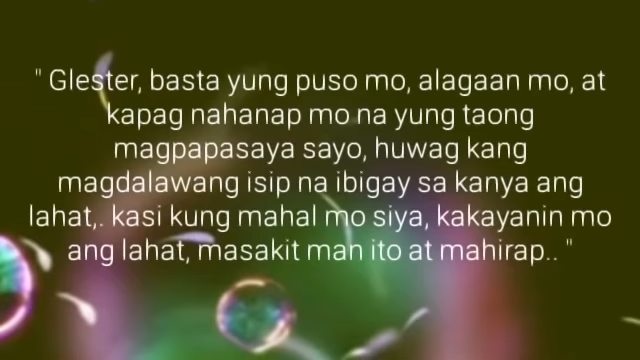 " Glester, basta yung puso mo, alagaan mo, at
kapag nahanap mo na yung taong
magpapasaya sayo, huwag kang
magdalawang isip na ibigay sa kanya ang
lahat,. kasi kung mahal mo siya, kakayanin mo
ang lahat, masakit man ito at mahirap.. "